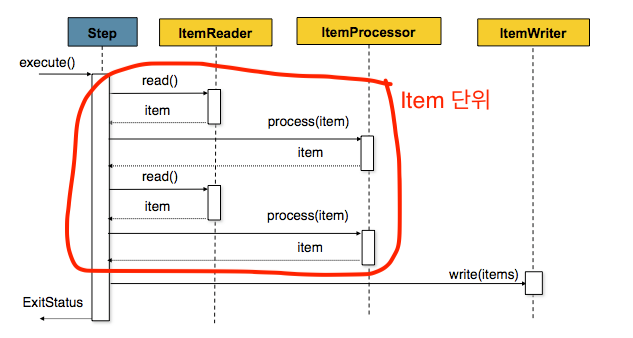 Step
ItemReader
ItemProcessor
ItemWriter
execute()
read()
Item 단위
item
process(item)
item
read()
item
process(item)
item
write(items)
ExitStatus